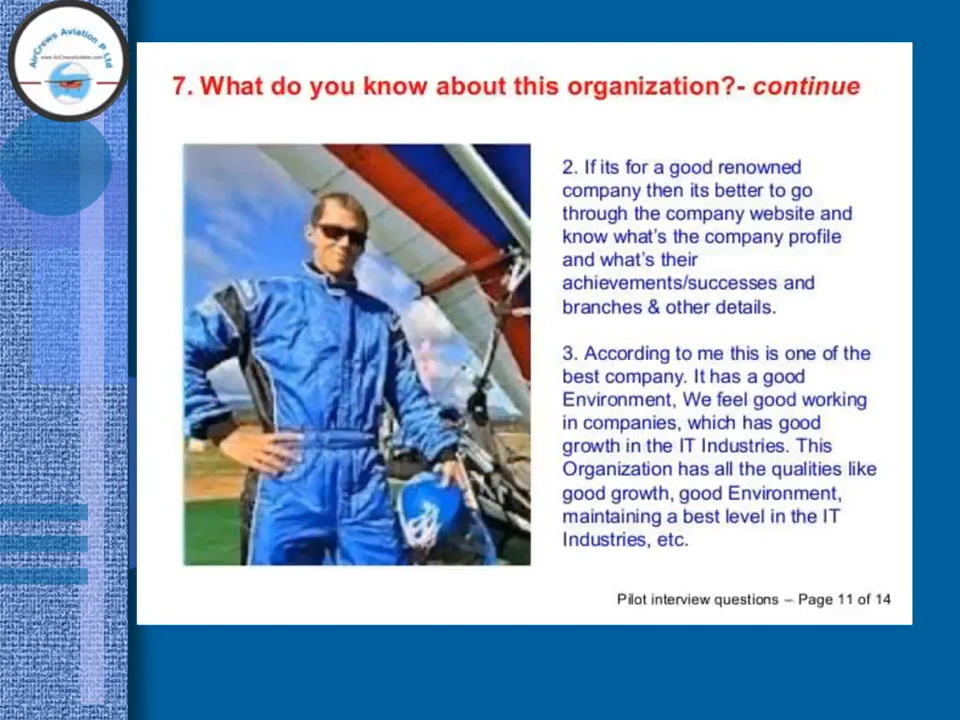 AirCrews Aviation P Ltd
www.AirCrewsAviation.com
7. What do you know about this organization?- continue
2. If its for a good renowned
company then its better to go
through the company website and
know what's the company profile
and what's their
achievements/successes and
branches & other details.
3. According to me this is one of the
best company. It has a good
Environment, We feel good working
in companies, which has good
growth in the IT Industries. This
Organization has all the qualities like
good growth, good Environment,
maintaining a best level in the IT
Industries, etc.
Pilot interview questions – Page 11 of 14